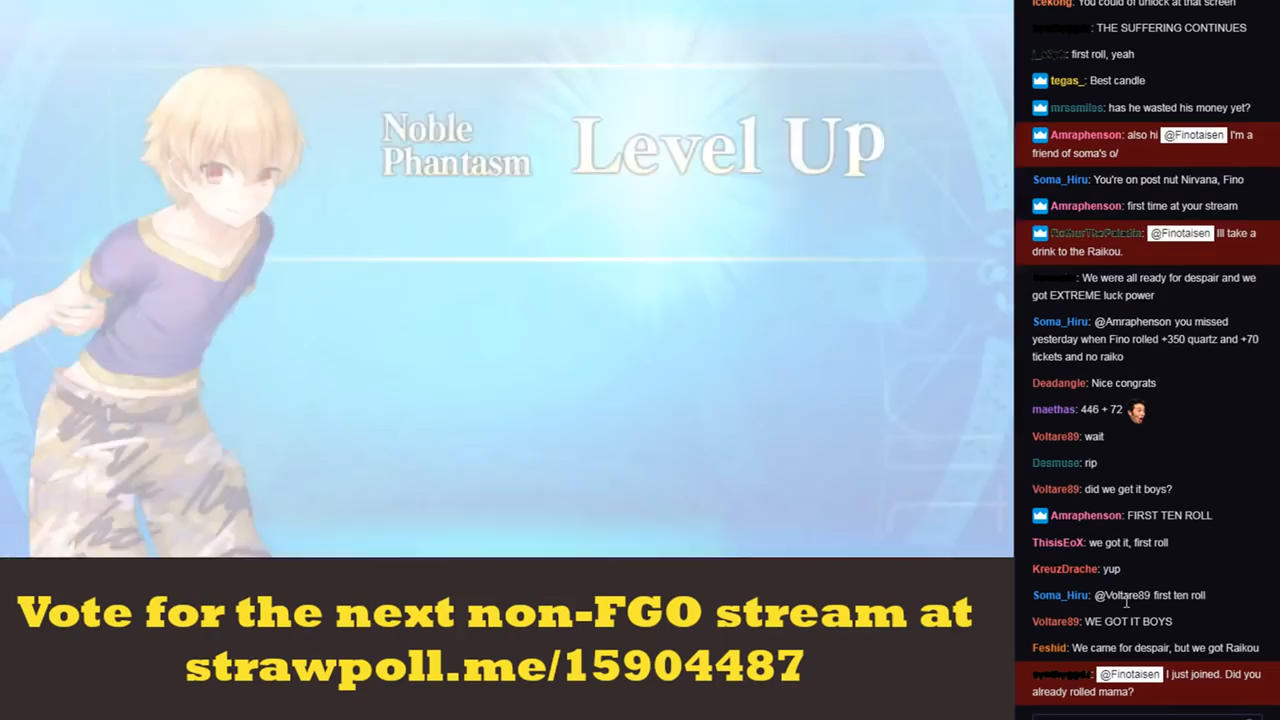 Noble
Phantasm
Level Up
Vote for the next non-FGO stream at
strawpoll.me/15904487
Icekong: You could of unlock at that screen
: THE SUFFERING CONTINUES
: first roll, yeah
tegas_: Best candle
mrssmiles: has he wasted his money yet?
Amraphenson: also hi @Finotaisen I'm a
friend of soma's o/
Soma_Hiru: You're on post nut Nirvana, Fino
Amraphenson: first time at your stream
: @Finotaisen Ill take a
drink to the Raikou.
: We were all ready for despair and we
got EXTREME luck power
Soma_Hiru: @Amraphenson you missed
yesterday when Fino rolled +350 quartz and +70
tickets and no raiko
Deadangle: Nice congrats
maethas: 446 + 72
Voltare89: wait
Desmuse: rip
Voltare89: did we get it boys?
Amraphenson: FIRST TEN ROLL
ThisisEoX: we got it, first roll
KreuzDrache: yup
Soma_Hiru: @Voltare89 first ten roll
Voltare89: WE GOT IT BOYS
Feshid: We came for despair, but we got Raikou
: @Finotaisen I just joined. Did you
already rolled mama?